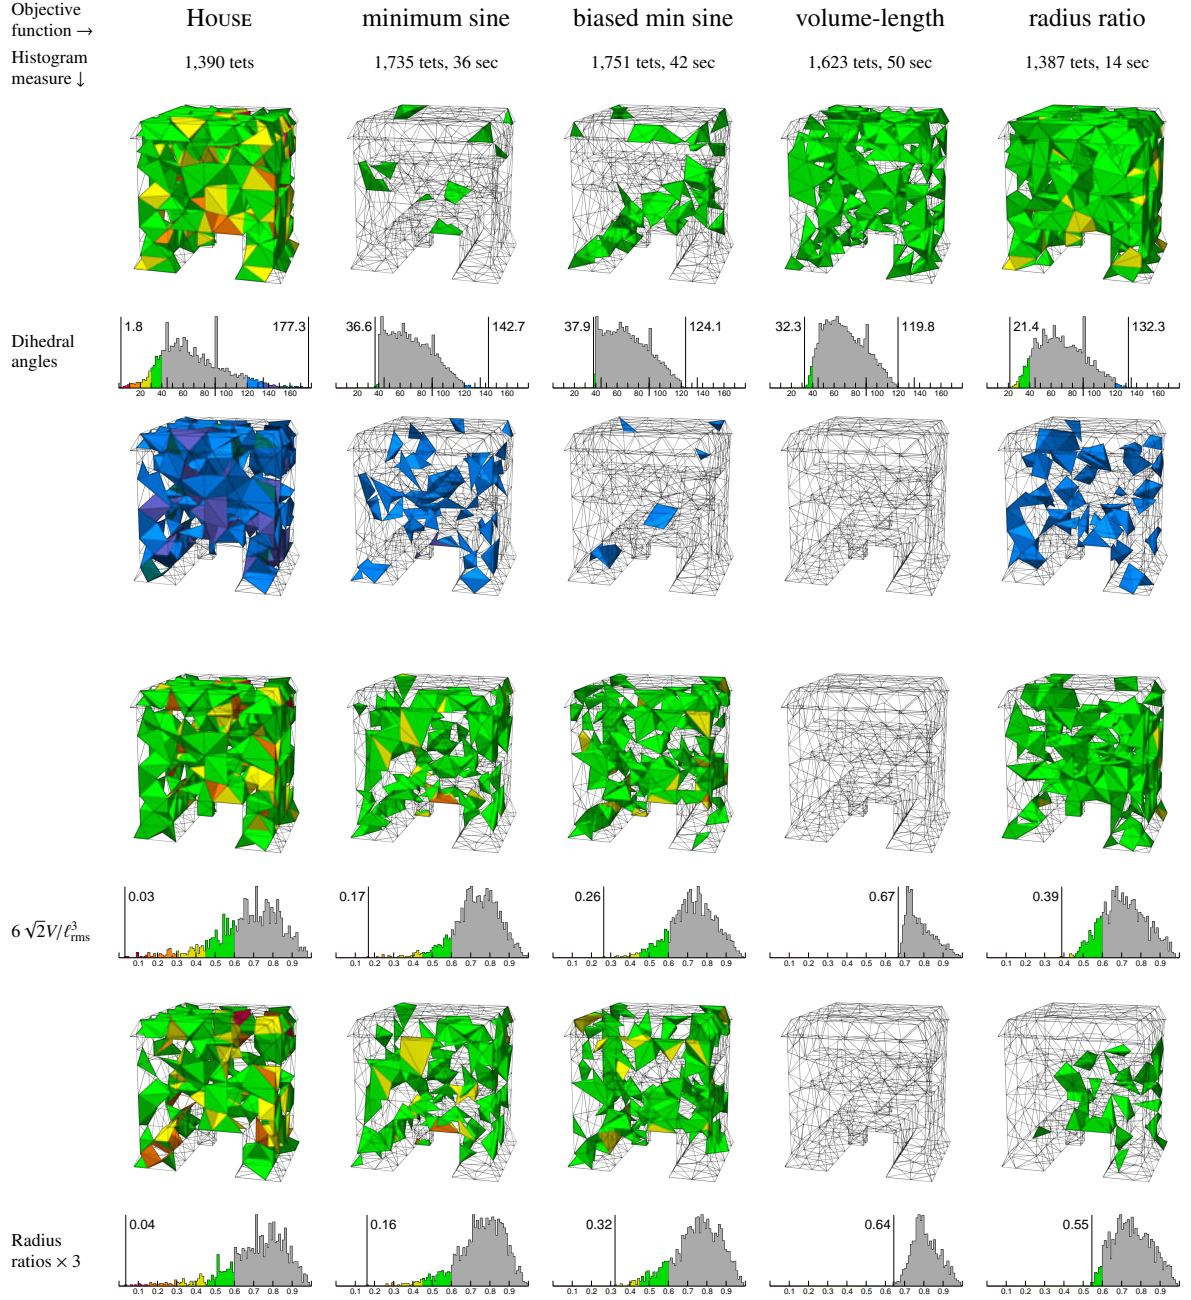 Objective
function → HOUSE minimum sine biased min sine volume-length radius ratio
Histogram
measure ↓ 1,390 tets 1,735 tets, 36 sec 1,751 tets, 42 sec 1,623 tets, 50 sec 1,387 tets, 14 sec
Dihedral
angles
1.8 177.3 36.6 142.7 37.9 124.1 32.3 119.8 21.4 132.3
20 40 60 80 100 120 140 160 20 40 60 80 100 120 140 160 20 40 60 80 100 120 140 160 20 40 60 80 100 120 140 160 20 40 60 80 100 120 140 160
6 √2V/ℓ³rms
0.03 0.17 0.26 0.67 0.39
0.1 0.2 0.3 0.4 0.5 0.6 0.7 0.8 0.9 0.1 0.2 0.3 0.4 0.5 0.6 0.7 0.8 0.9 0.1 0.2 0.3 0.4 0.5 0.6 0.7 0.8 0.9 0.1 0.2 0.3 0.4 0.5 0.6 0.7 0.8 0.9 0.1 0.2 0.3 0.4 0.5 0.6 0.7 0.8 0.9
Radius
ratios × 3
0.04 0.16 0.32 0.64 0.55
0.1 0.2 0.3 0.4 0.5 0.6 0.7 0.8 0.9 0.1 0.2 0.3 0.4 0.5 0.6 0.7 0.8 0.9 0.1 0.2 0.3 0.4 0.5 0.6 0.7 0.8 0.9 0.1 0.2 0.3 0.4 0.5 0.6 0.7 0.8 0.9 0.1 0.2 0.3 0.4 0.5 0.6 0.7 0.8 0.9